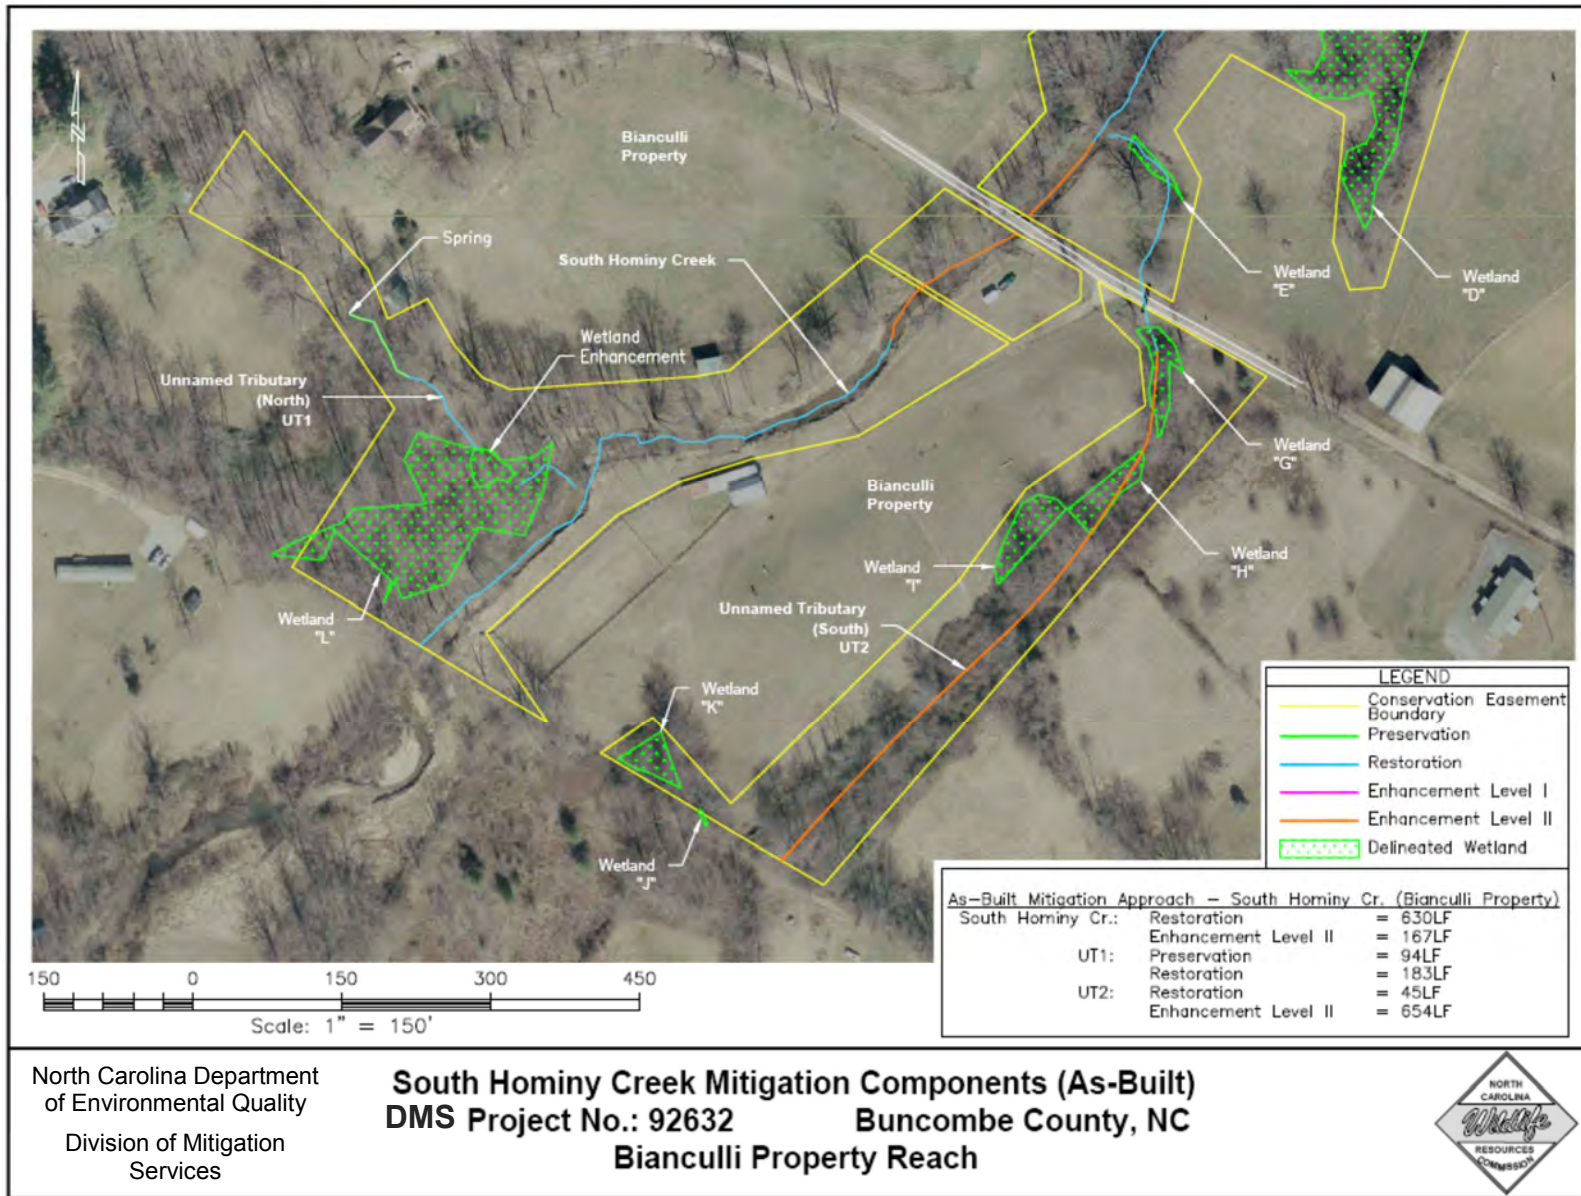 N
Bianculli
Property
Spring
South Hominy Creek
Wetland
"E"
Wetland
"D"
Wetland
Enhancement
Unnamed Tributary
(North)
UT1
Wetland
"G"
Bianculli
Property
Wetland
"H"
Wetland
"I"
Unnamed Tributary
(South)
UT2
Wetland
"L"
Wetland
"K"
Wetland
"J"
LEGEND
Conservation Easement
Boundary
Preservation
Restoration
Enhancement Level I
Enhancement Level II
Delineated Wetland
As-Built Mitigation Approach - South Hominy Cr. (Bianculli Property)
South Hominy Cr.: Restoration = 630LF
Enhancement Level II = 167LF
UT1: Preservation = 94LF
Restoration = 183LF
UT2: Restoration = 45LF
Enhancement Level II = 654LF
150 0 150 300 450
Scale: 1" = 150'
North Carolina Department
of Environmental Quality
Division of Mitigation
Services
South Hominy Creek Mitigation Components (As-Built)
DMS Project No.: 92632 Buncombe County, NC
Bianculli Property Reach
NORTH
CAROLINA
Wildlife
RESOURCES
COMMISSION